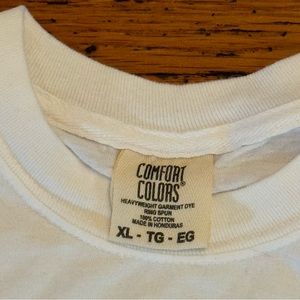 COMFORT
COLORS®
HEAVYWEIGHT GARMENT DYE
RING SPUN
100% COTTON
MADE IN HONDURAS
XL - TG - EG